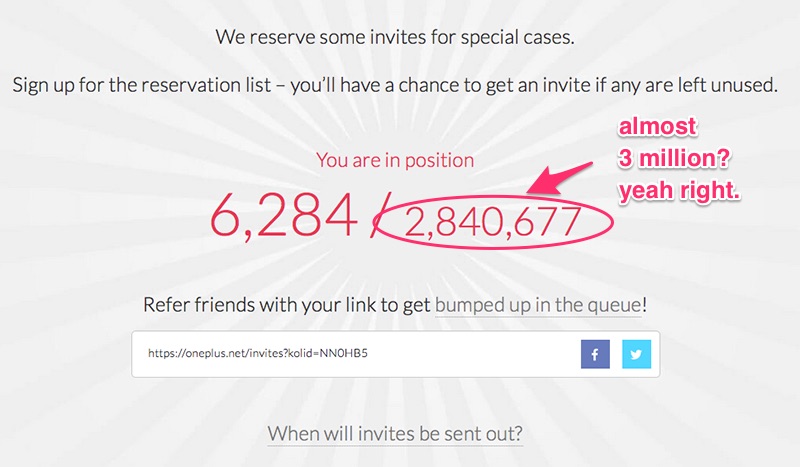 We reserve some invites for special cases.
Sign up for the reservation list – you'll have a chance to get an invite if any are left unused.
almost
3 million?
yeah right.
You are in position
6,284 / 2,840,677
Refer friends with your link to get bumped up in the queue!
https://oneplus.net/invites?kolid=NN0HB5
When will invites be sent out?